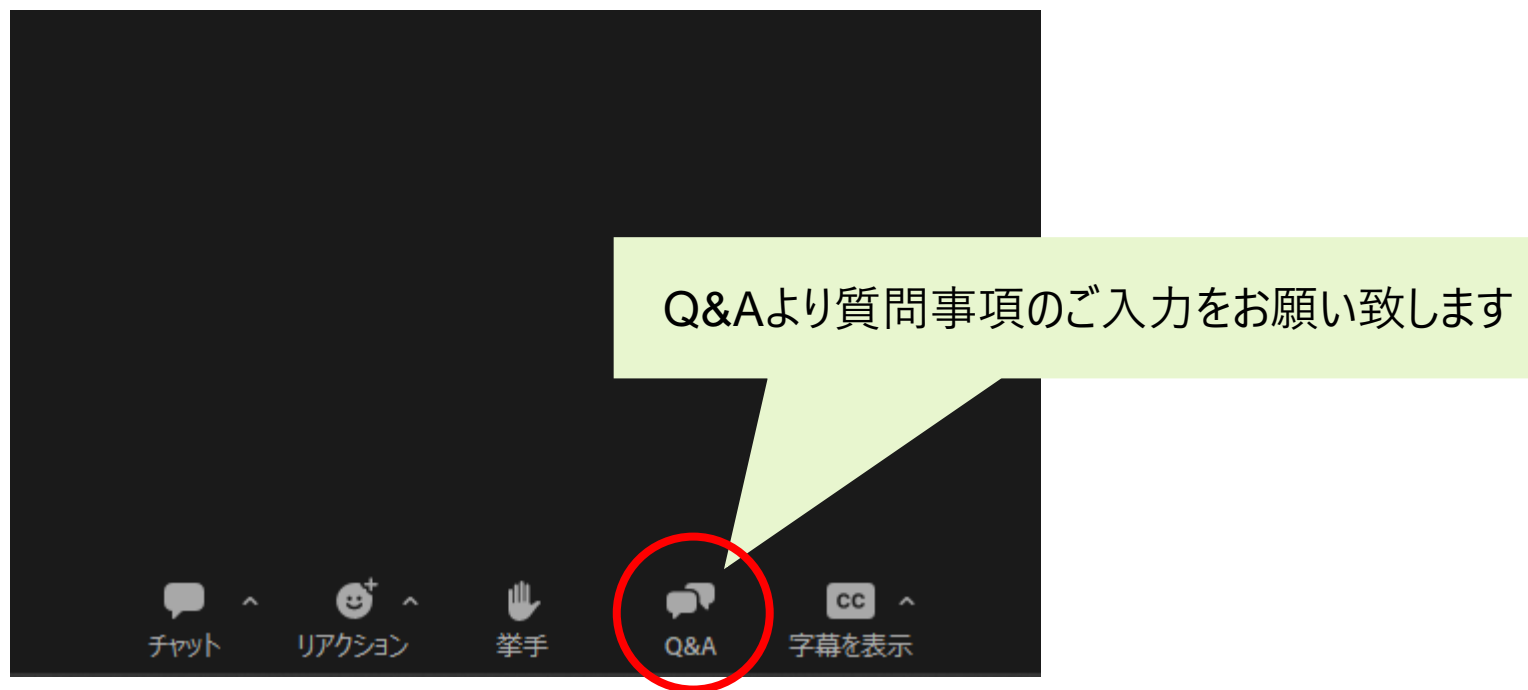 Q&Aより質問事項のご入力をお願い致します
チャット
リアクション
挙手
Q&A
CC
字幕を表示